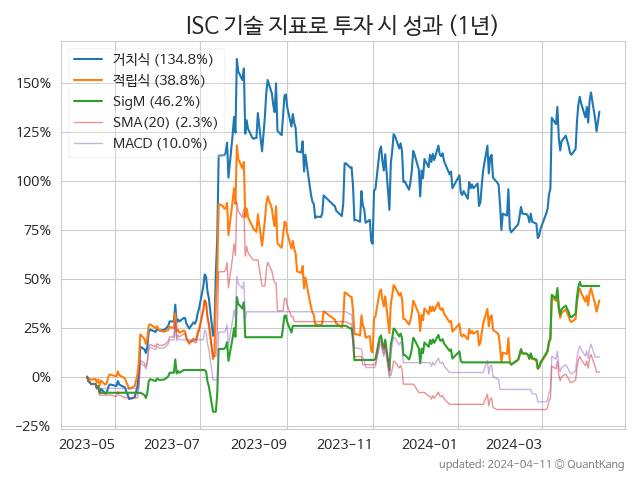 ISC 기술 지표로 투자 시 성과 (1년)
거치식 (134.8%)
적립식 (38.8%)
SigM (46.2%)
SMA(20) (2.3%)
MACD (10.0%)
150%
125%
100%
75%
50%
25%
0%
−25%
2023-05 2023-07 2023-09 2023-11 2024-01 2024-03
updated: 2024-04-11 © QuantKang